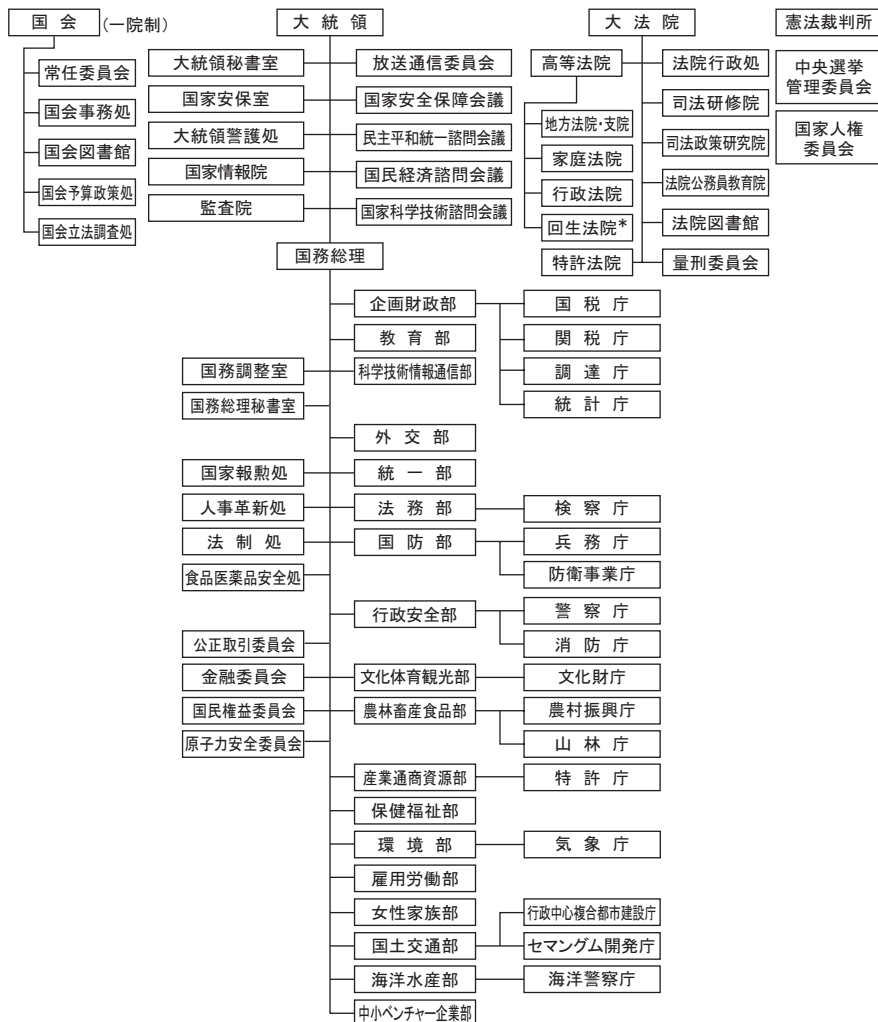 国会 (一院制)
常任委員会
国会事務処
国会図書館
国会予算政策処
国会立法調査処
大統領
大統領秘書室
放送通信委員会
国家安保室
国家安全保障会議
大統領警護処
民主平和統一諮問会議
国家情報院
国民経済諮問会議
監査院
国家科学技術諮問会議
大法院
高等法院
法院行政処
地方法院・支院
司法研修院
家庭法院
司法政策研究院
行政法院
法院公務員教育院
回生法院*
法院図書館
特許法院
量刑委員会
憲法裁判所
中央選挙
管理委員会
国家人権
委員会
国務総理
企画財政部
国税庁
教育部
関税庁
国務調整室
科学技術情報通信部
調達庁
国務総理秘書室
統計庁
外交部
国家報勲処
統一部
人事革新処
法務部
検察庁
法制処
国防部
兵務庁
食品医薬品安全処
防衛事業庁
行政安全部
警察庁
公正取引委員会
消防庁
金融委員会
文化体育観光部
文化財庁
国民権益委員会
農林畜産食品部
農村振興庁
原子力安全委員会
山林庁
産業通商資源部
特許庁
保健福祉部
環境部
気象庁
雇用労働部
女性家族部
行政中心複合都市建設庁
国土交通部
セマングム開発庁
海洋水産部
海洋警察庁
中小ベンチャー企業部